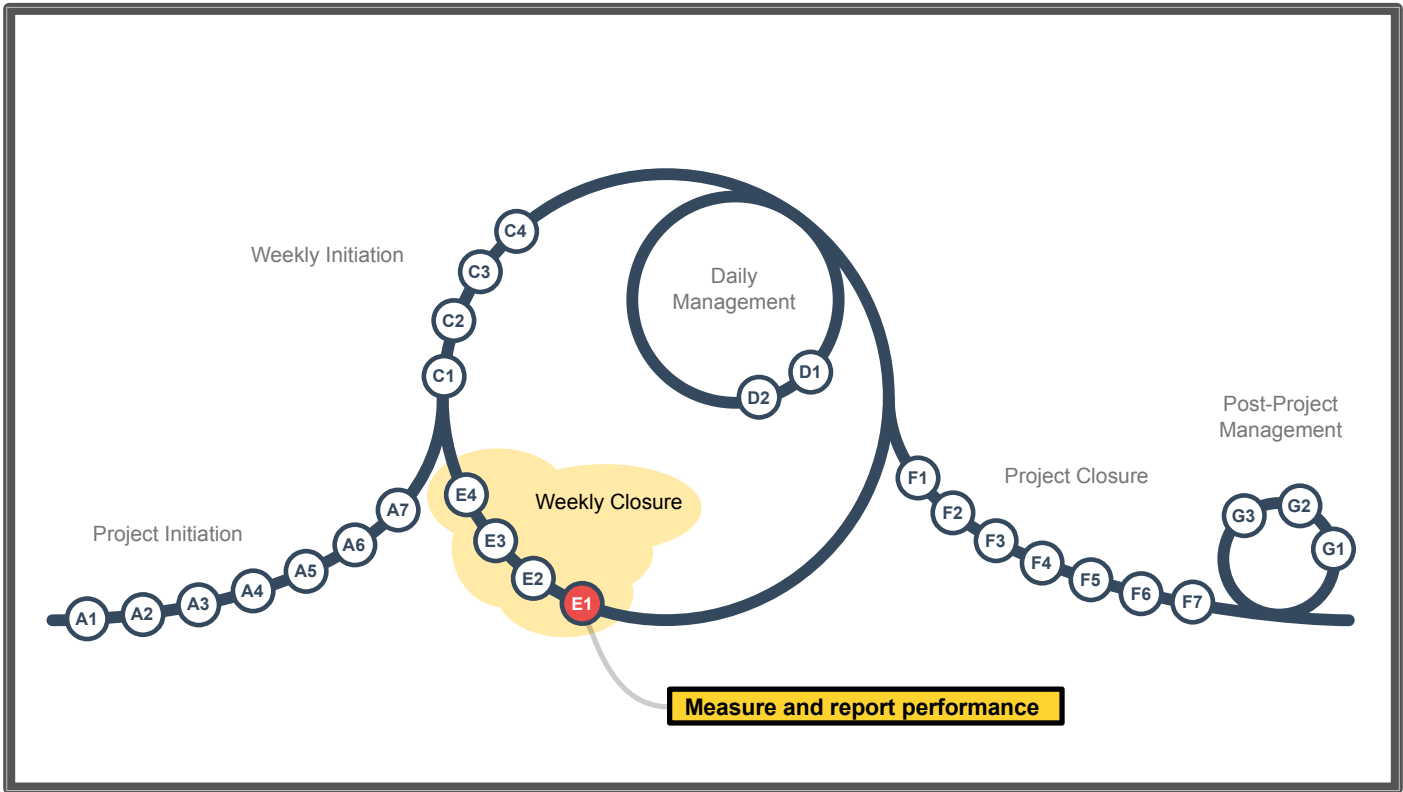 Weekly Initiation
C4
C3
C2
C1
Daily
Management
D1
D2
Project Initiation
A1
A2
A3
A4
A5
A6
A7
Weekly Closure
E4
E3
E2
E1
Measure and report performance
Project Closure
F1
F2
F3
F4
F5
F6
F7
Post-Project
Management
G3
G2
G1